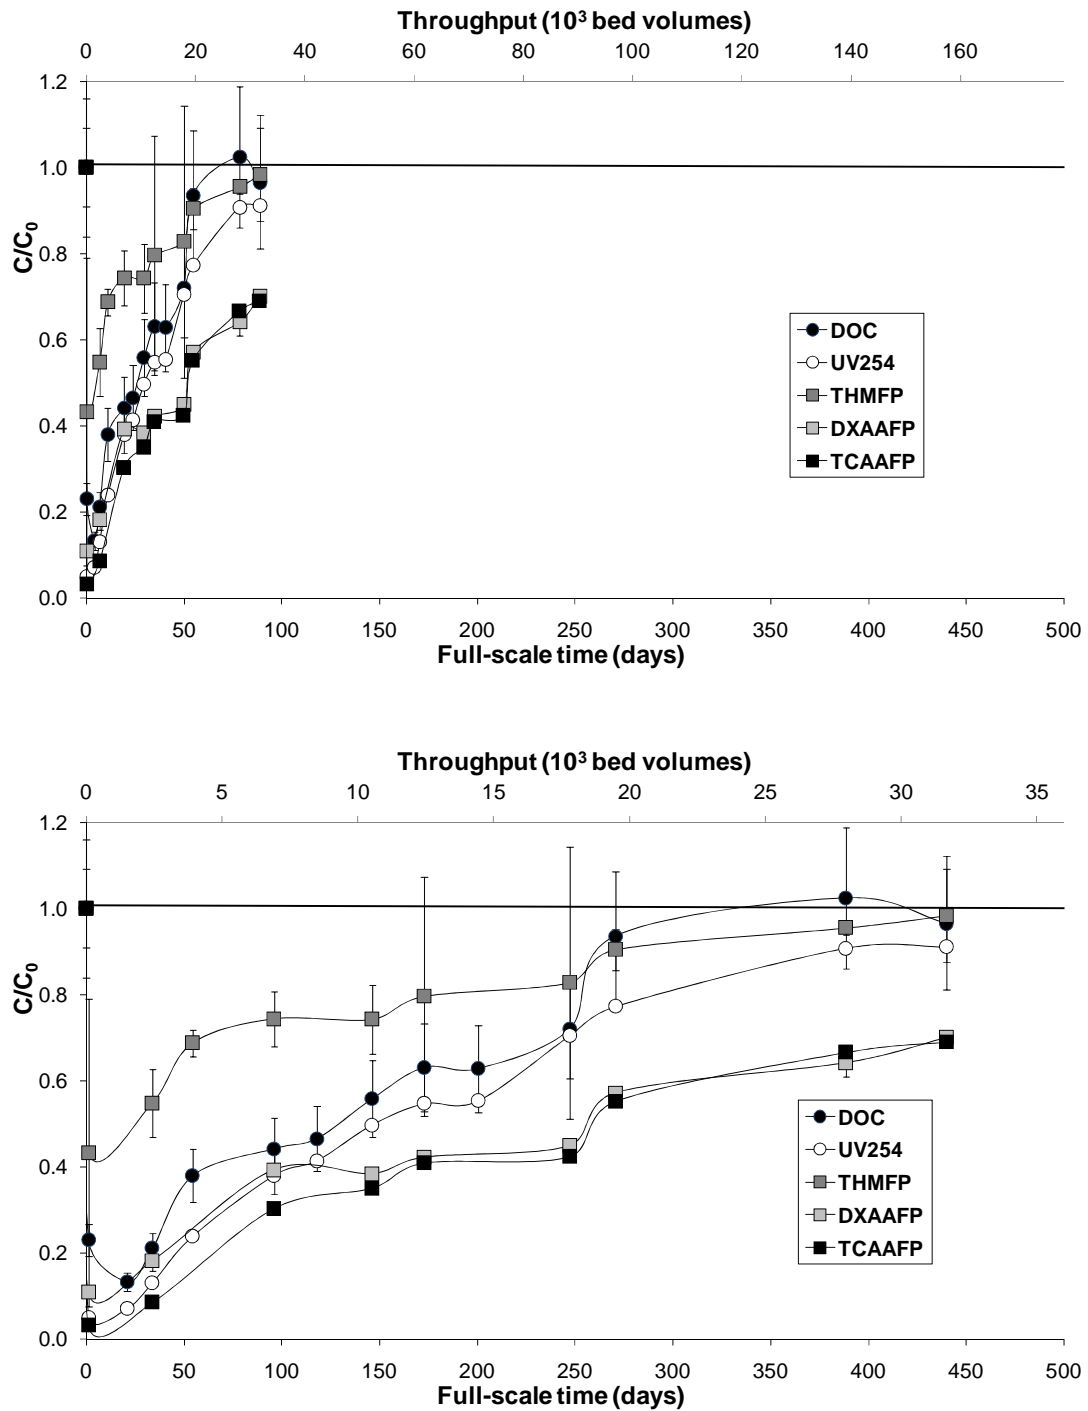 Throughput (10³ bed volumes)
0 20 40 60 80 100 120 140 160
1.2
1.0
0.8
0.6
0.4
0.2
0.0
C/C₀
DOC
UV254
THMFP
DXAAFP
TCAAFP
0 50 100 150 200 250 300 350 400 450 500
Full-scale time (days)
Throughput (10³ bed volumes)
0 5 10 15 20 25 30 35
1.2
1.0
0.8
0.6
0.4
0.2
0.0
C/C₀
DOC
UV254
THMFP
DXAAFP
TCAAFP
0 50 100 150 200 250 300 350 400 450 500
Full-scale time (days)